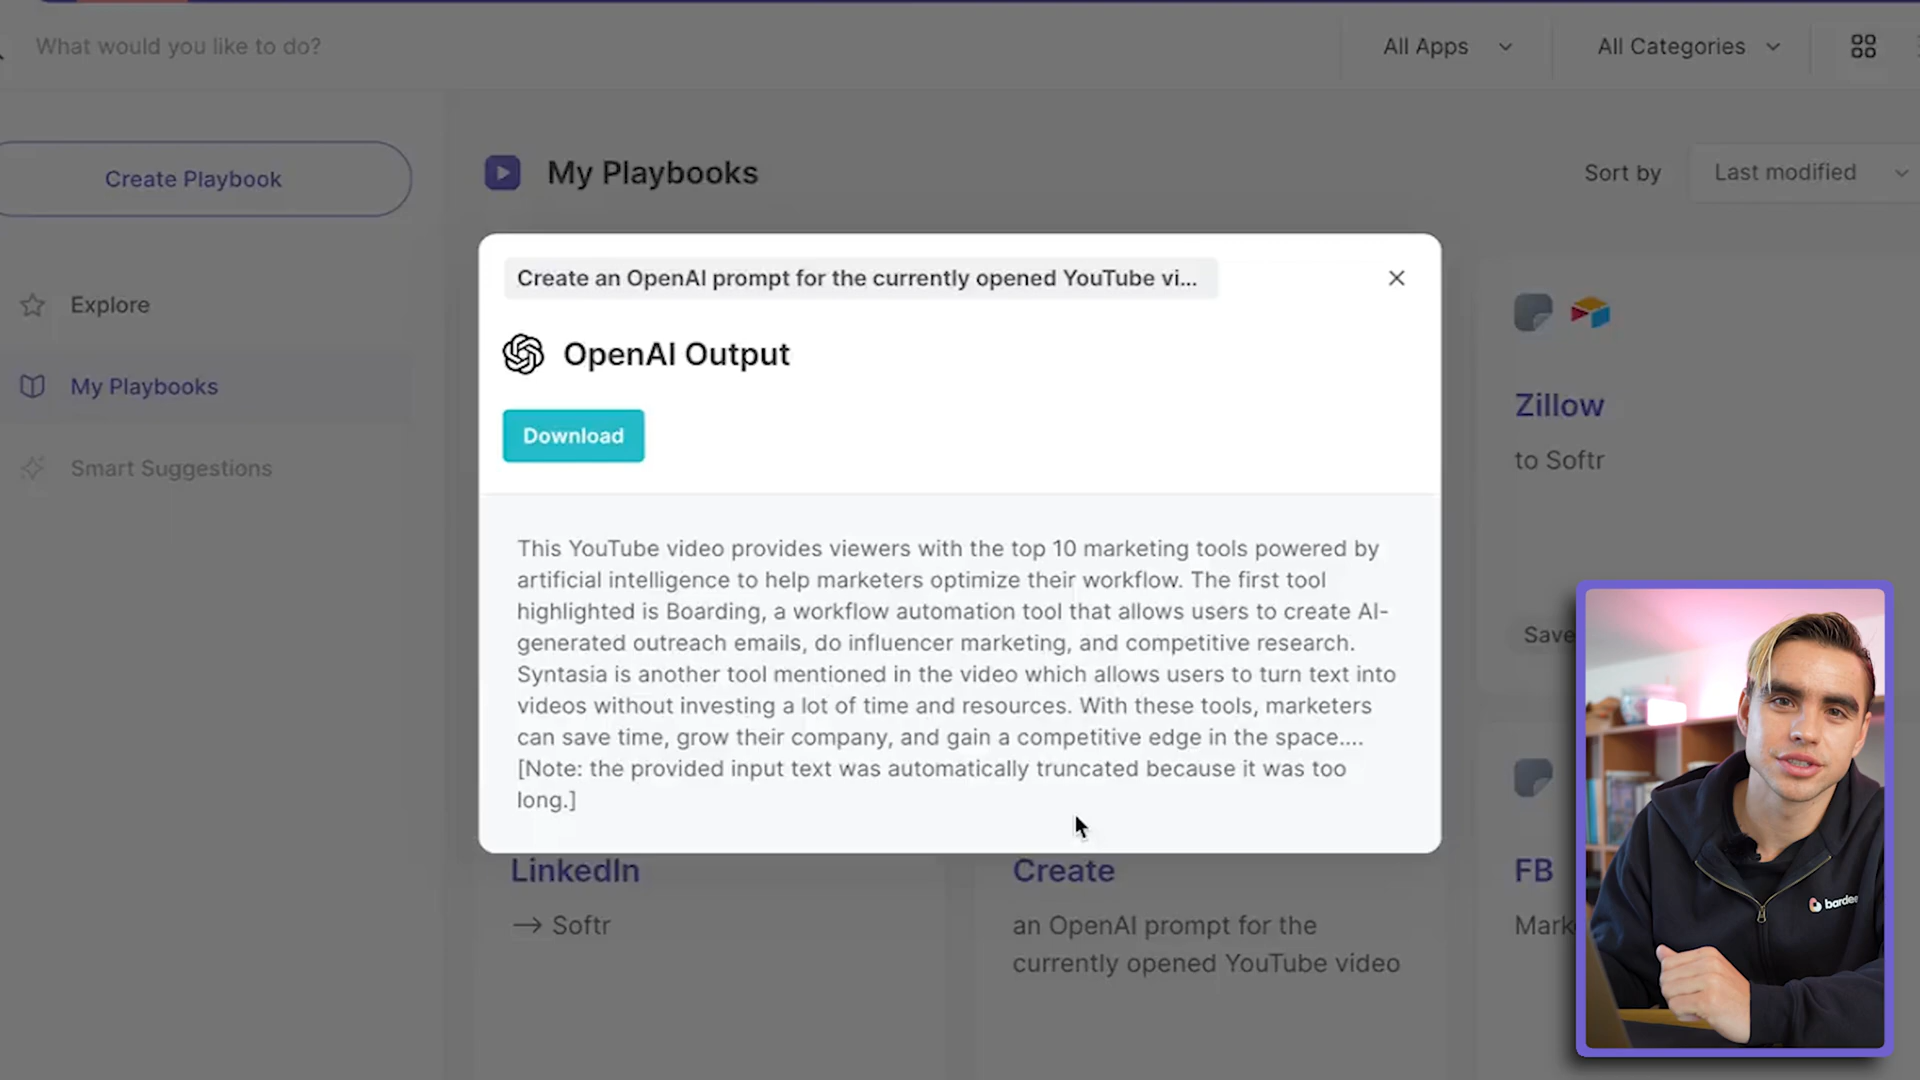 What would you like to do?
All Apps
All Categories
Create Playbook
My Playbooks
Sort by
Last modified
Explore
My Playbooks
Smart Suggestions
Create an OpenAI prompt for the currently opened YouTube vi...
OpenAI Output
Download
This YouTube video provides viewers with the top 10 marketing tools powered by
artificial intelligence to help marketers optimize their workflow. The first tool
highlighted is Boarding, a workflow automation tool that allows users to create AI-
generated outreach emails, do influencer marketing, and competitive research.
Syntasia is another tool mentioned in the video which allows users to turn text into
videos without investing a lot of time and resources. With these tools, marketers
can save time, grow their company, and gain a competitive edge in the space....
[Note: the provided input text was automatically truncated because it was too
long.]
Zillow
to Softr
Save
LinkedIn
→ Softr
Create
an OpenAI prompt for the
currently opened YouTube video
FB
Mark
bardee